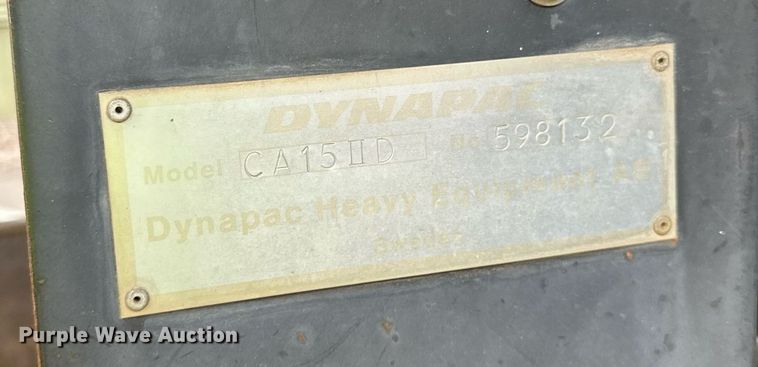 DYNAPAC
Model CA15IID No 598132
Dynapac Heavy Equipment AB
Sweden
Purple Wave Auction